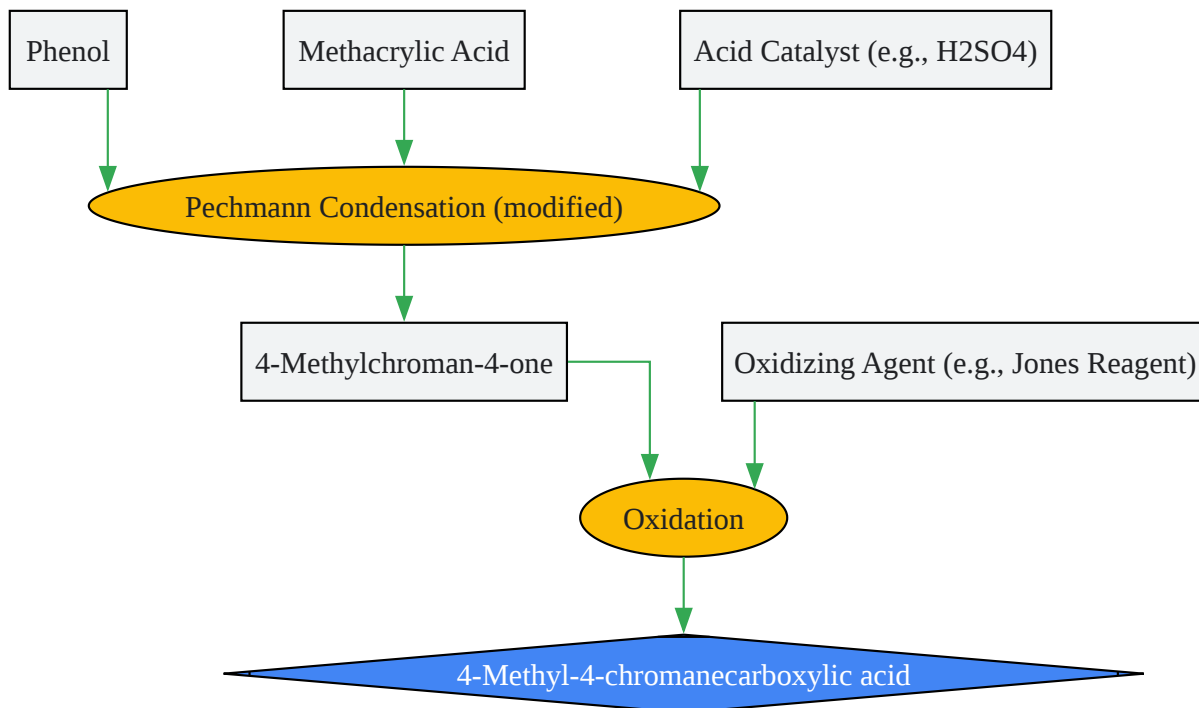 Phenol
Methacrylic Acid
Acid Catalyst (e.g., H2SO4)
Pechmann Condensation (modified)
4-Methylchroman-4-one
Oxidizing Agent (e.g., Jones Reagent)
Oxidation
4-Methyl-4-chromanecarboxylic acid